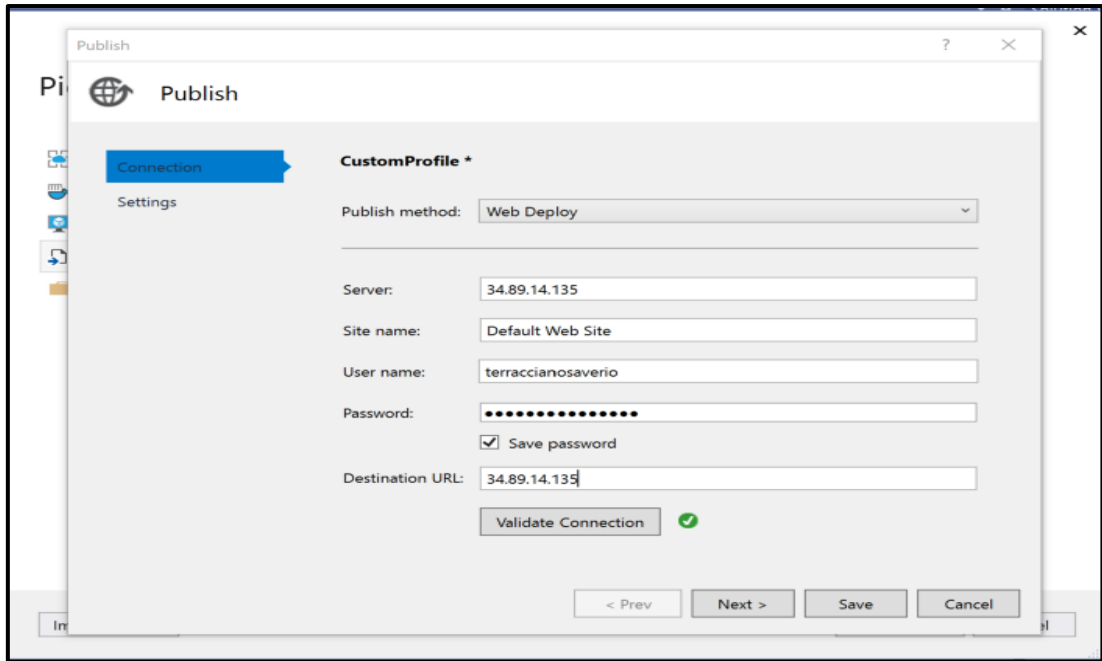 Publish
?
Pi
Publish
Connection
CustomProfile *
Settings
Publish method: Web Deploy
Server: 34.89.14.135
Site name: Default Web Site
User name: terraccianosaverio
Password: •••••••••••••••
Save password
Destination URL: 34.89.14.135
Validate Connection
< Prev Next > Save Cancel